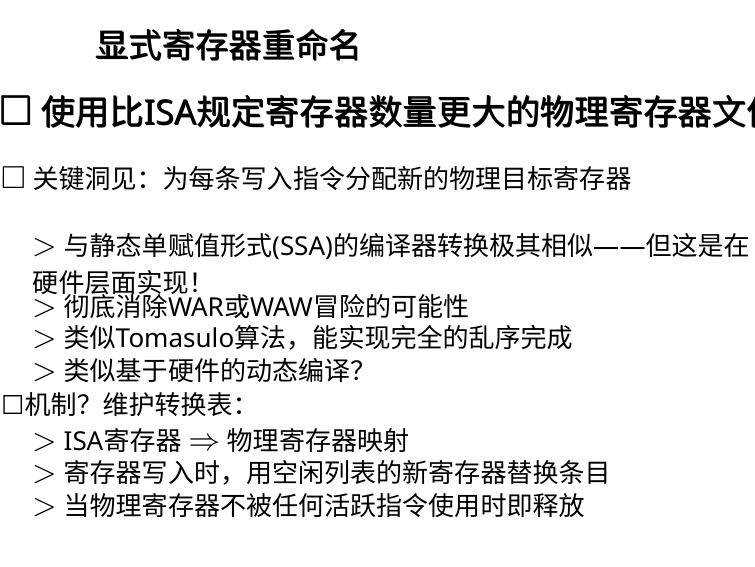 显式寄存器重命名
□ 使用比ISA规定寄存器数量更大的物理寄存器文
□ 关键洞见：为每条写入指令分配新的物理目标寄存器
> 与静态单赋值形式(SSA)的编译器转换极其相似——但这是在
硬件层面实现！
> 彻底消除WAR或WAW冒险的可能性
> 类似Tomasulo算法，能实现完全的乱序完成
> 类似基于硬件的动态编译？
□机制？维护转换表：
> ISA寄存器 ⇒ 物理寄存器映射
> 寄存器写入时，用空闲列表的新寄存器替换条目
> 当物理寄存器不被任何活跃指令使用时即释放